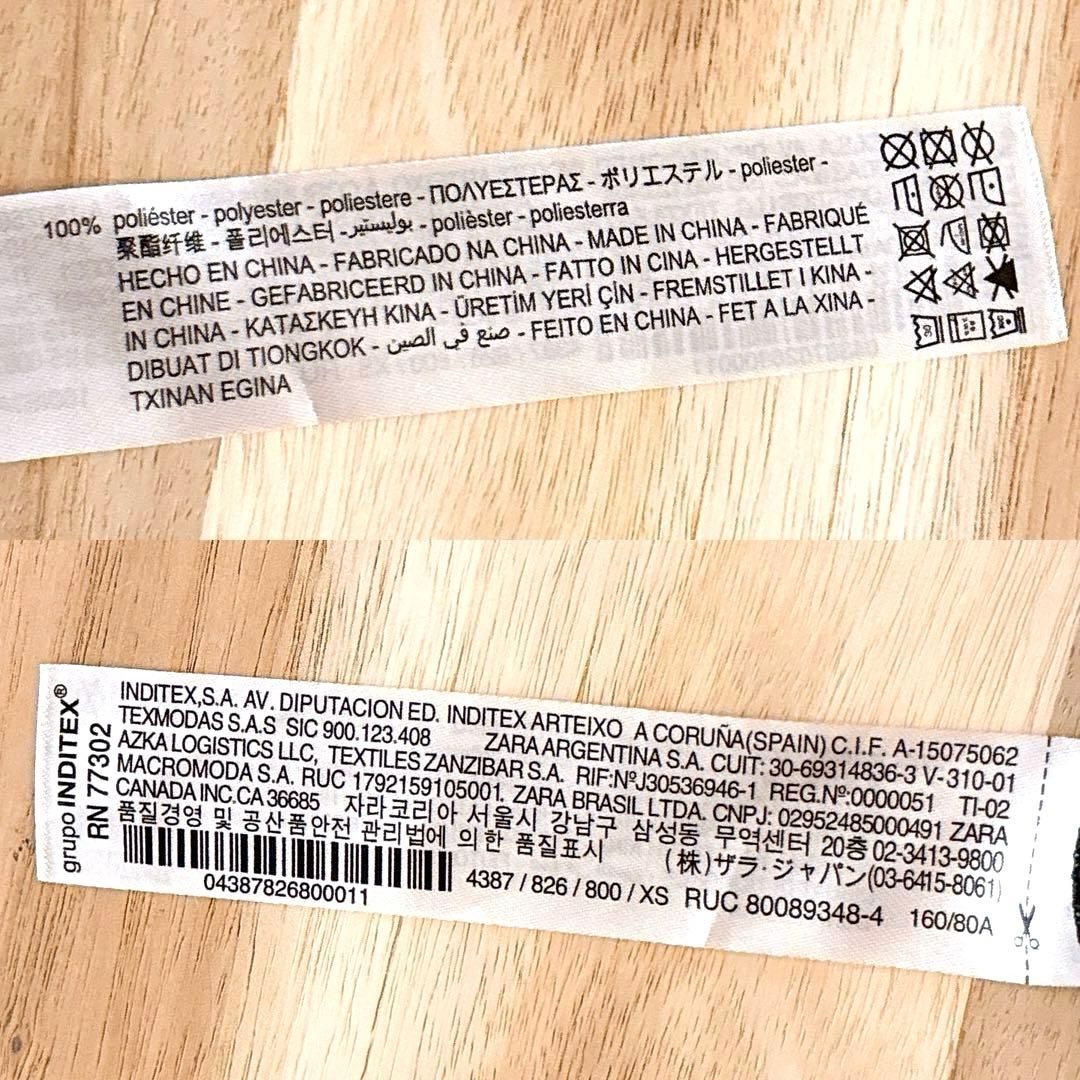 100% poliéster - polyester - poliestere - ΠΟΛΥΕΣΤΕΡΑΣ - ポリエステル - poliester -
聚酯纤维 - 폴리에스터 - بوليستير - polièster - poliesterra
HECHO EN CHINA - FABRICADO NA CHINA - MADE IN CHINA - FABRIQUÉ
EN CHINE - GEFABRICEERD IN CHINA - FATTO IN CINA - HERGESTELLT
IN CHINA - ΚΑΤΑΣΚΕΥΗ ΚΙΝΑ - ÜRETİM YERİ ÇİN - FREMSTILLET I KINA -
DIBUAT DI TIONGKOK - صنع في الصين - FEITO EN CHINA - FET A LA XINA -
TXINAN EGINA
grupo INDITEX®
RN 77302
INDITEX,S.A. AV. DIPUTACION ED. INDITEX ARTEIXO A CORUÑA(SPAIN) C.I.F. A-15075062
TEXMODAS S.A.S SIC 900.123.408 ZARA ARGENTINA S.A. CUIT: 30-69314836-3 V-310-01
AZKA LOGISTICS LLC, TEXTILES ZANZIBAR S.A. RIF:NºJ30536946-1 REG.Nº:0000051 TI-02
MACROMODA S.A. RUC 1792159105001. ZARA BRASIL LTDA. CNPJ: 02952485000491 ZARA
CANADA INC.CA 36685 자라코리아 서울시 강남구 삼성동 무역센터 20층 02-3413-9800
품질경영 및 공산품안전 관리법에 의한 품질표시 (株)ザラ・ジャパン(03-6415-8061)
04387826800011 4387 / 826 / 800 / XS RUC 80089348-4 160/80A